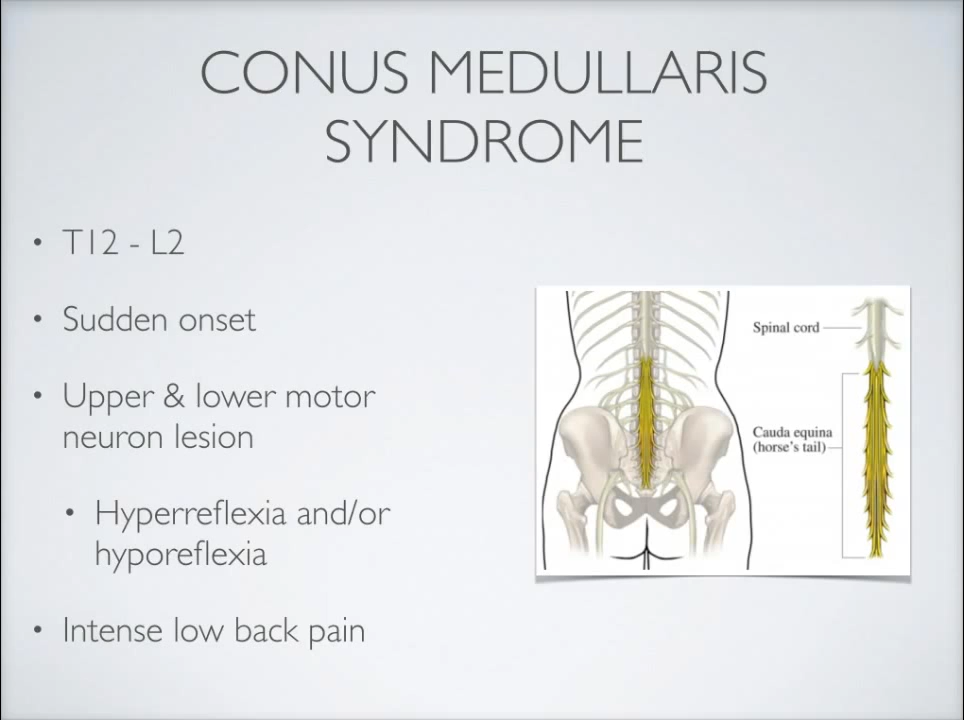 CONUS MEDULLARIS
SYNDROME
• T12 - L2
• Sudden onset
• Upper & lower motor
neuron lesion
• Hyperreflexia and/or
hyporeflexia
• Intense low back pain
Spinal cord
Cauda equina
(horse's tail)